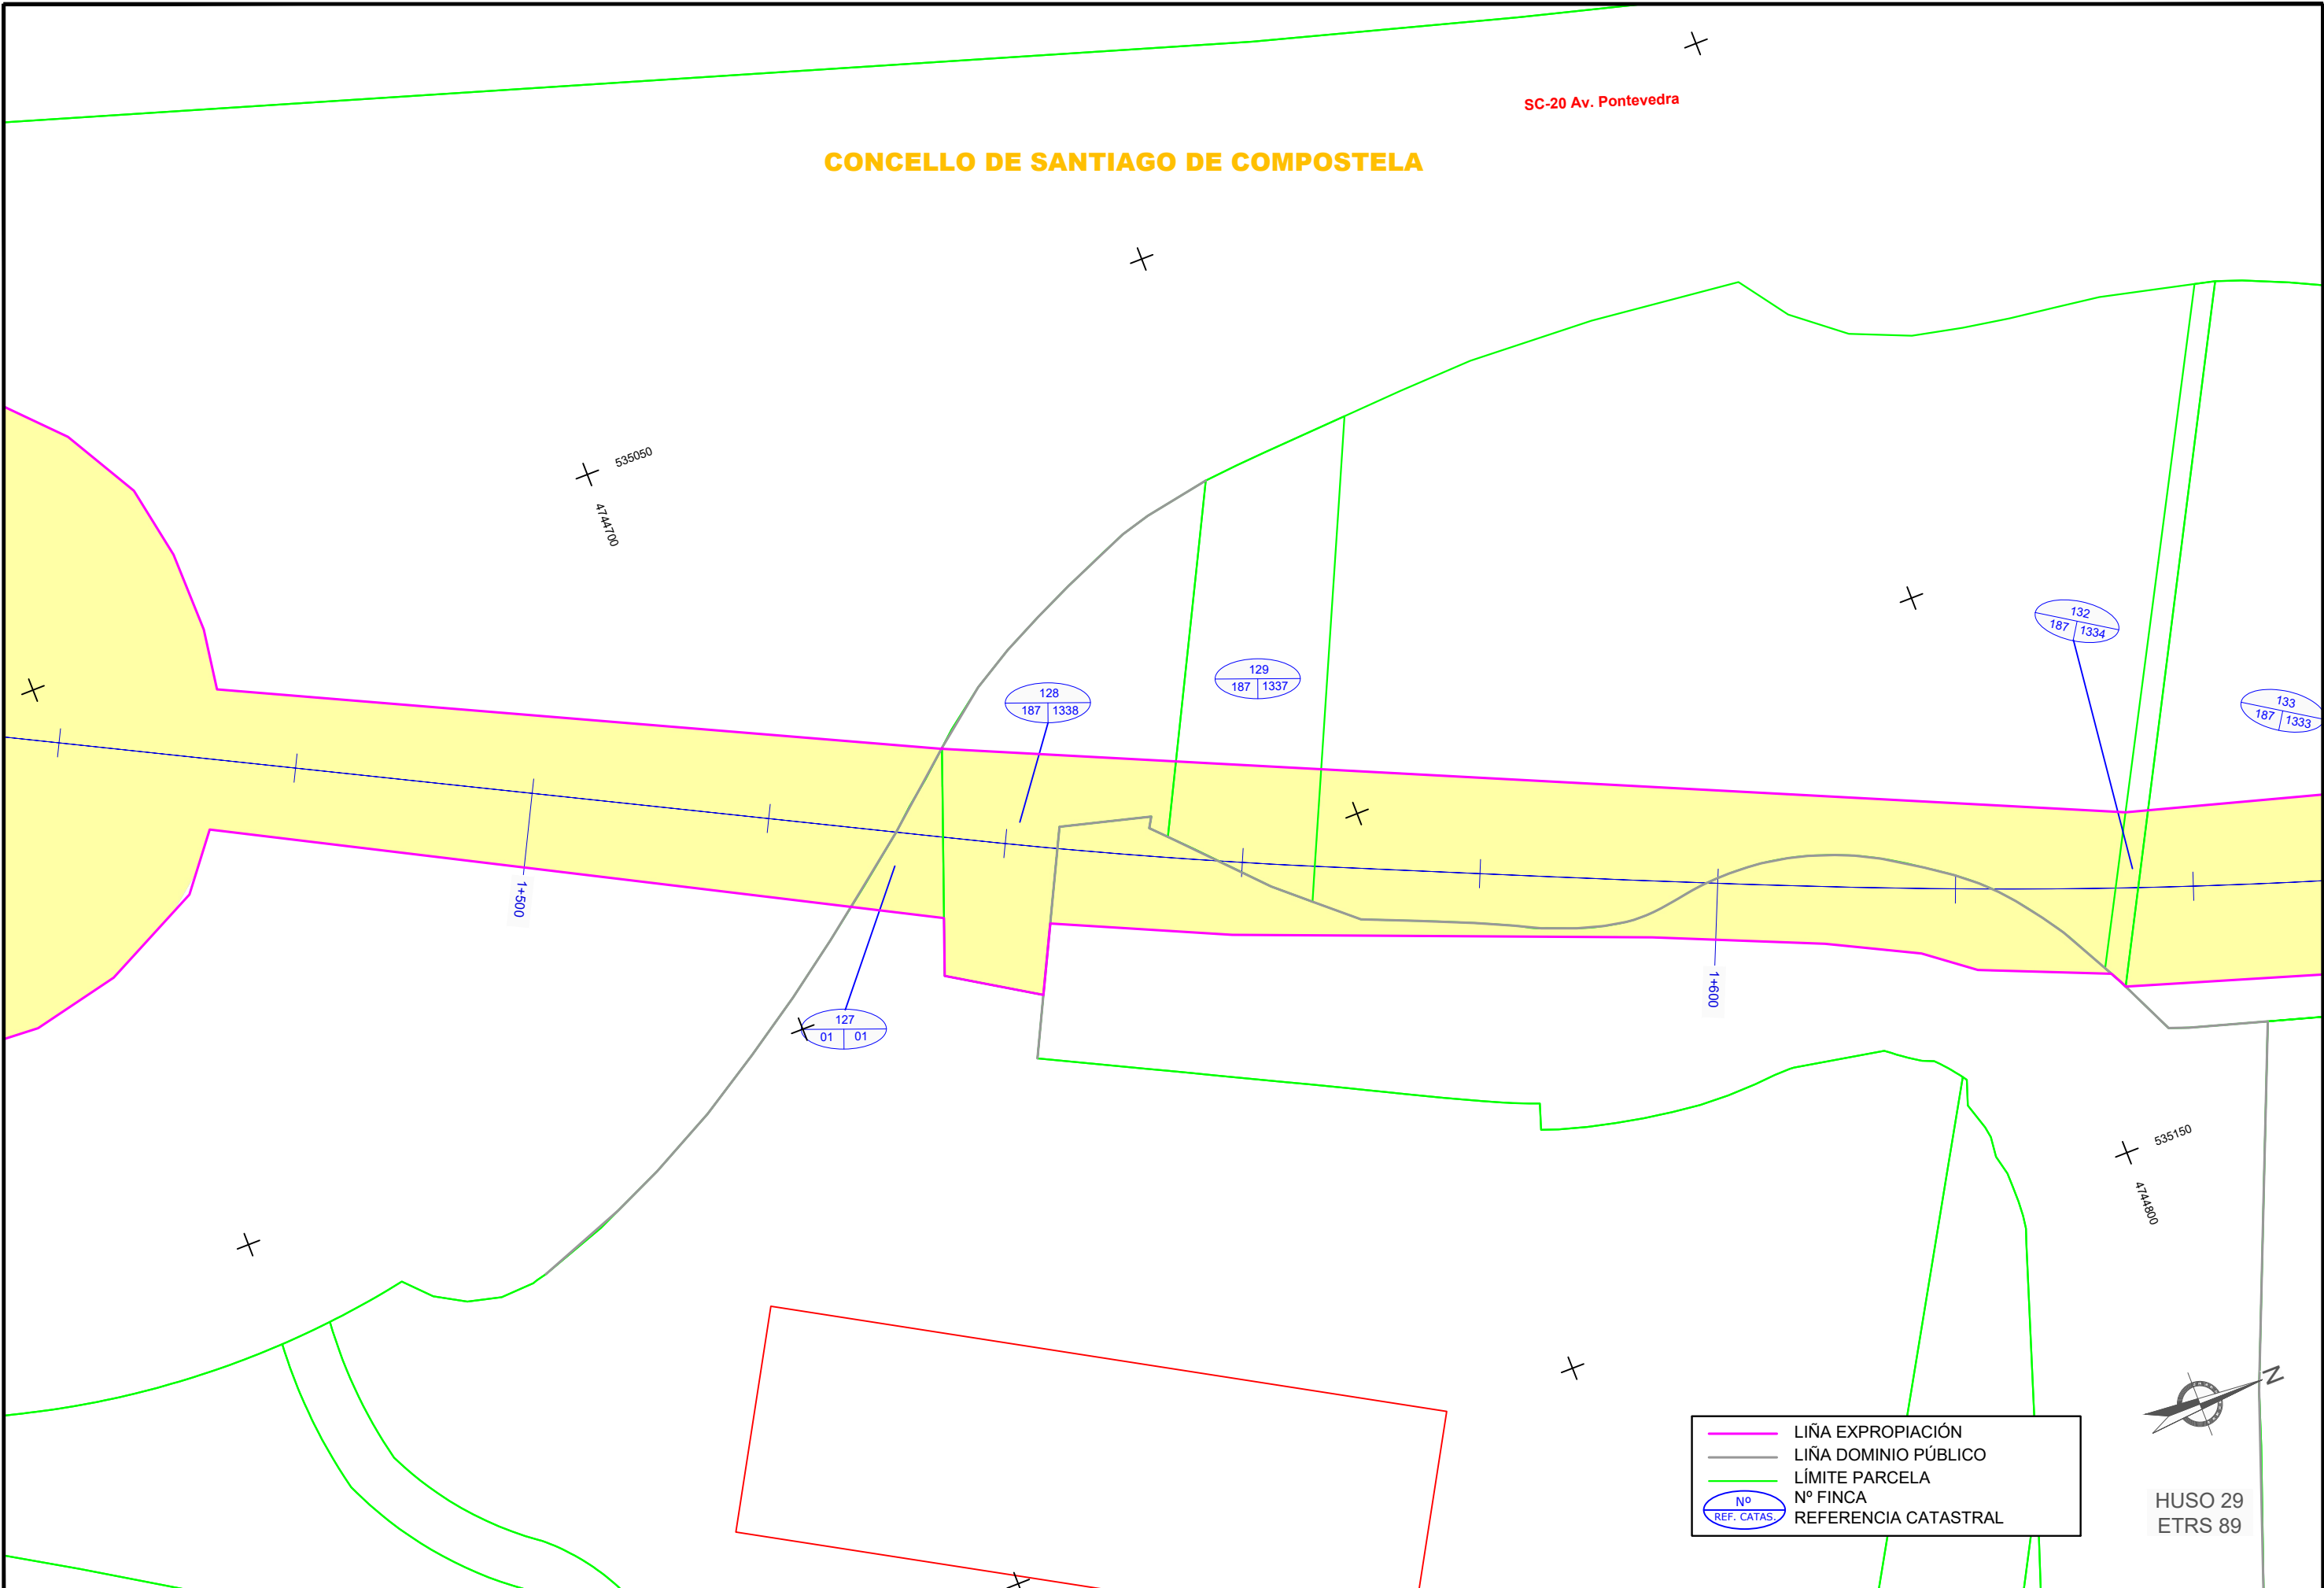 SC-20 Av. Pontevedra
CONCELLO DE SANTIAGO DE COMPOSTELA
535050
4744700
132
187 1334
129
187 1337
128
187 1338
133
187 1333
1+500
1+600
127
01 01
535150
4744800
N
LIÑA EXPROPIACIÓN
LIÑA DOMINIO PÚBLICO
LÍMITE PARCELA
Nº
REF. CATAS.
Nº FINCA
REFERENCIA CATASTRAL
HUSO 29
ETRS 89